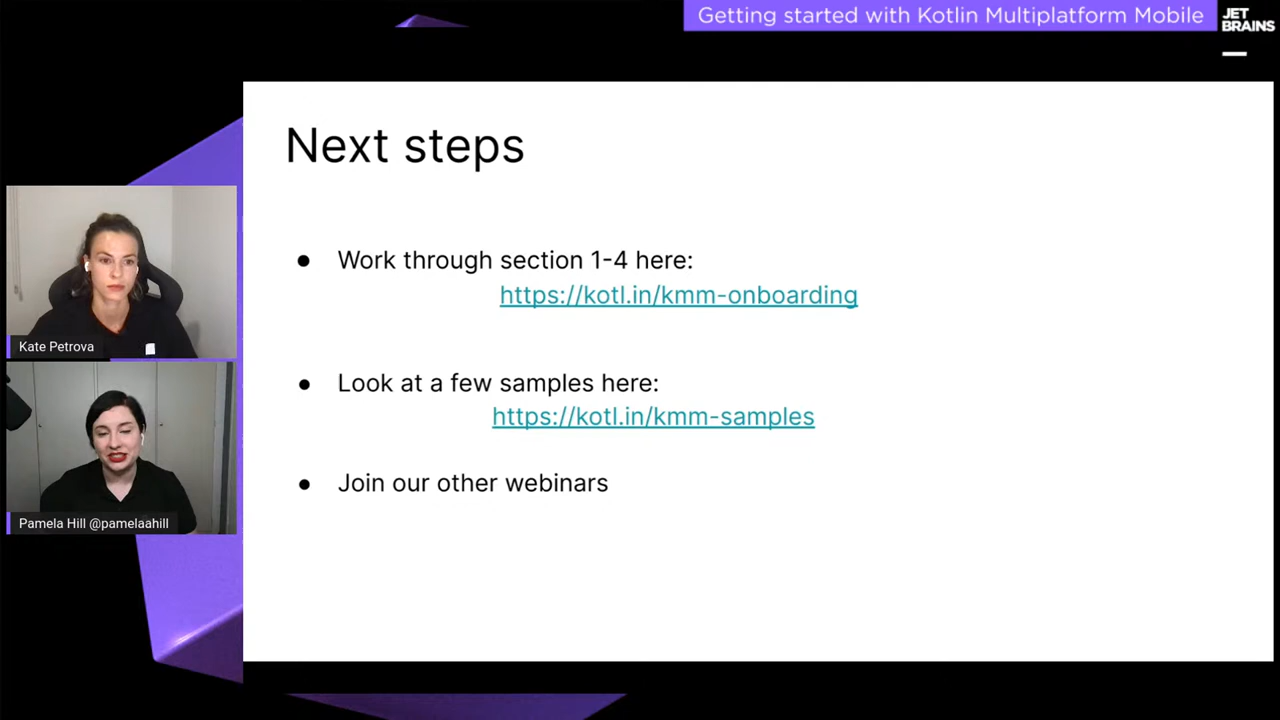 Getting started with Kotlin Multiplatform Mobile
JET
BRAINS
Next steps
● Work through section 1-4 here:
https://kotl.in/kmm-onboarding
● Look at a few samples here:
https://kotl.in/kmm-samples
● Join our other webinars
Kate Petrova
Pamela Hill @pamelaahill